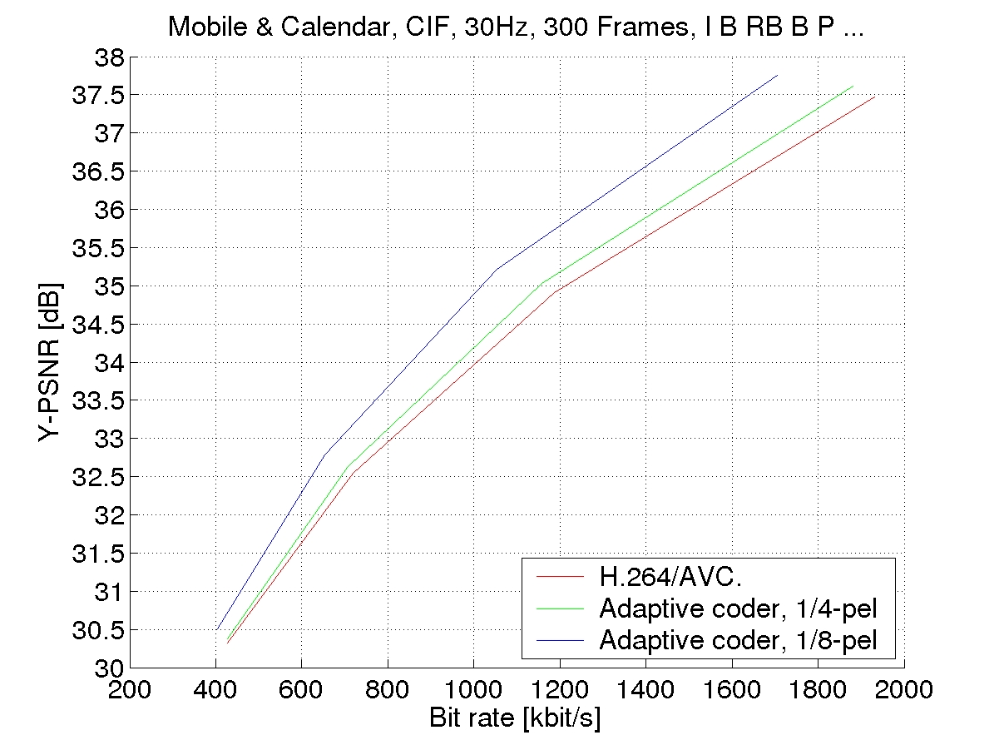 Mobile & Calendar, CIF, 30Hz, 300 Frames, I B RB B P ...
38
37.5
37
36.5
36
35.5
35
34.5
34
33.5
33
32.5
32
31.5
31
30.5
30
Y-PSNR [dB]
H.264/AVC.
Adaptive coder, 1/4-pel
Adaptive coder, 1/8-pel
200 400 600 800 1000 1200 1400 1600 1800 2000
Bit rate [kbit/s]